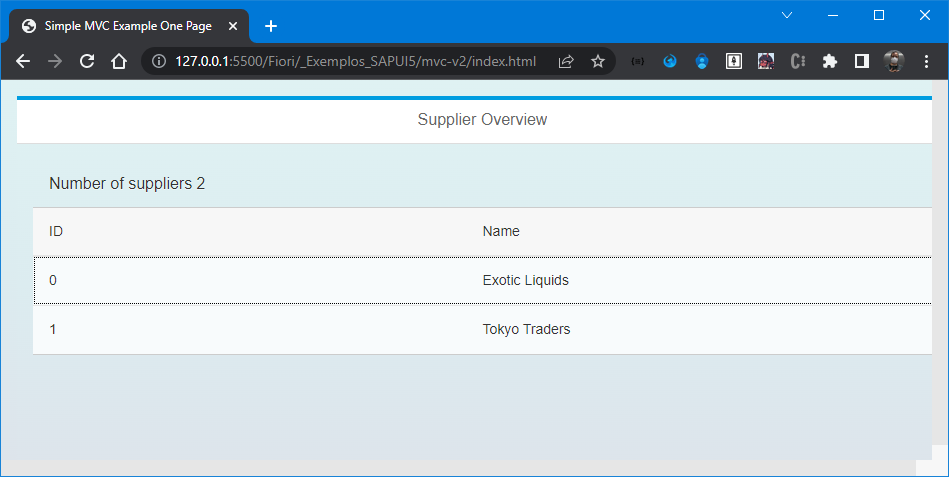 Simple MVC Example One Page
127.0.0.1:5500/Fiori/_Exemplos_SAPUI5/mvc-v2/index.html
Supplier Overview
Number of suppliers 2
ID Name
0 Exotic Liquids
1 Tokyo Traders